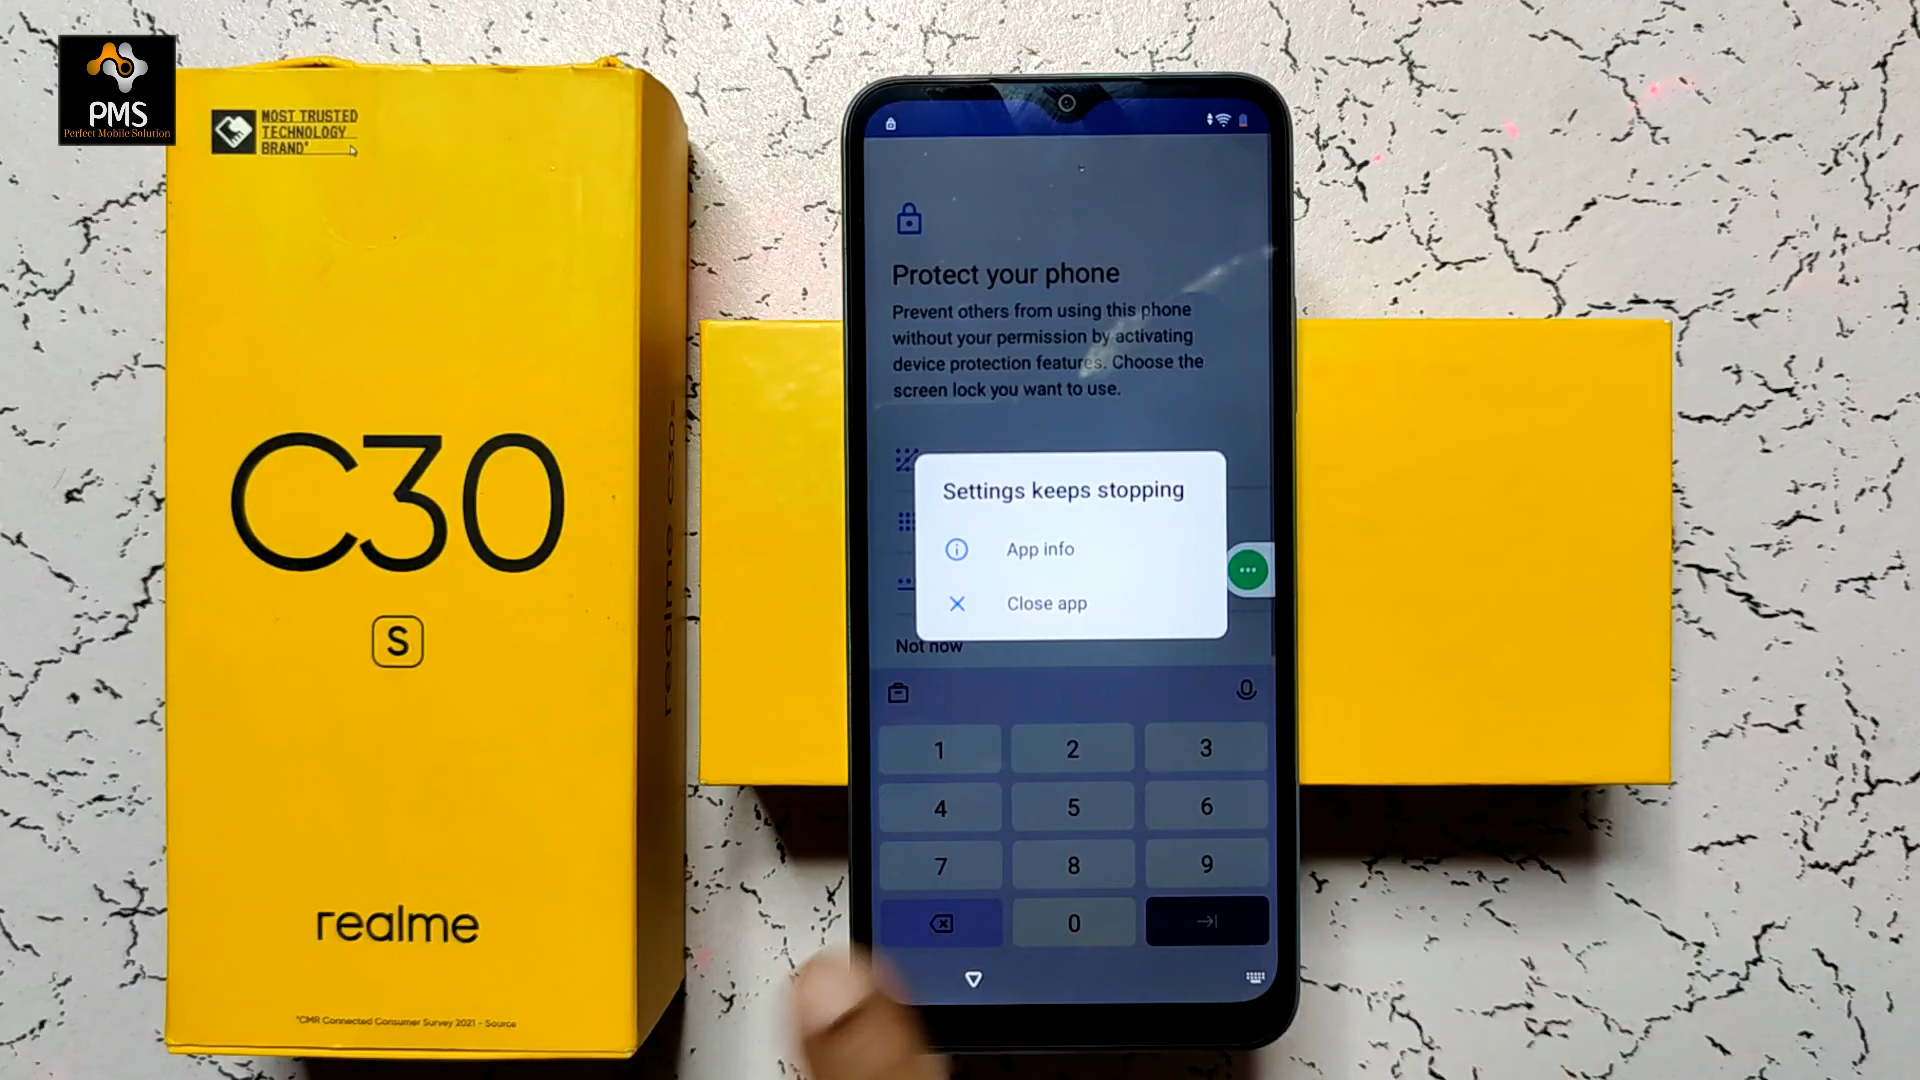 PMS
Perfect Mobile Solution
MOST TRUSTED
TECHNOLOGY
BRAND*
C30
S
realme
*CMR Connected Consumer Survey 2021 - Source
realme C30s
Protect your phone
Prevent others from using this phone
without your permission by activating
device protection features. Choose the
screen lock you want to use.
Settings keeps stopping
App info
Close app
Not now
1 2 3
4 5 6
7 8 9
0